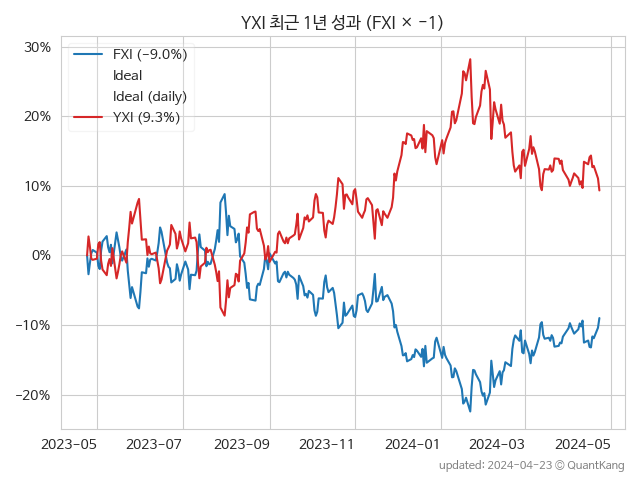 YXI 최근 1년 성과 (FXI × -1)
30%
20%
10%
0%
−10%
−20%
FXI (-9.0%)
Ideal
Ideal (daily)
YXI (9.3%)
2023-05
2023-07
2023-09
2023-11
2024-01
2024-03
2024-05
updated: 2024-04-23 ⓒ QuantKang